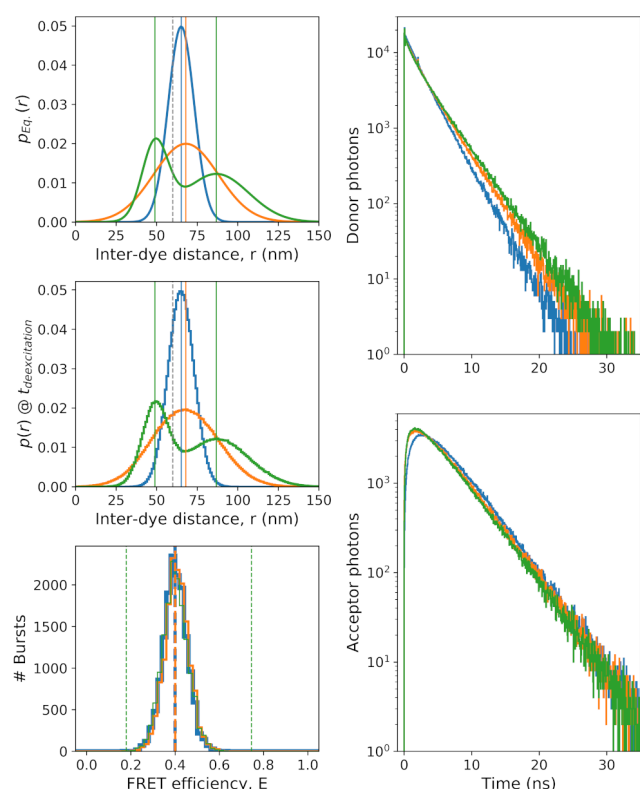 0.05
0.04
0.03
0.02
0.01
0.00
p_{Eq.}(r)
0 25 50 75 100 125 150
Inter-dye distance, r (nm)
0.05
0.04
0.03
0.02
0.01
0.00
p(r) @ t_{deexcitation}
0 25 50 75 100 125 150
Inter-dye distance, r (nm)
2000
1500
1000
500
0
# Bursts
0.0 0.2 0.4 0.6 0.8 1.0
FRET efficiency, E
10^4
10^3
10^2
10^1
10^0
Donor photons
0 10 20 30
10^3
10^2
10^1
10^0
Acceptor photons
0 10 20 30
Time (ns)